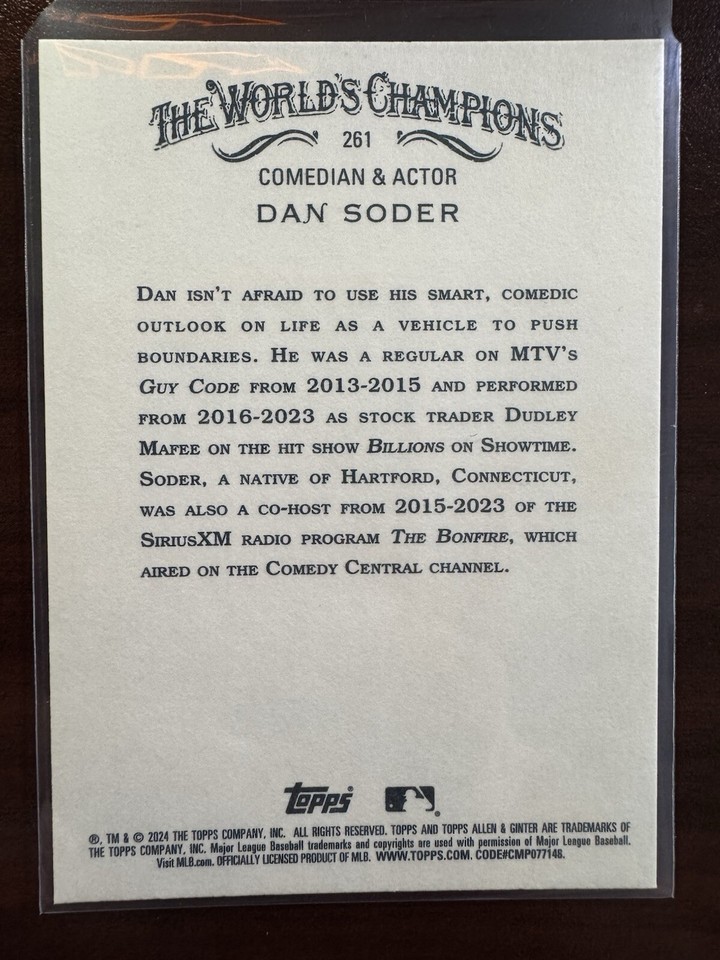 THE WORLD'S CHAMPIONS
261
COMEDIAN & ACTOR
DAN SODER
DAN ISN'T AFRAID TO USE HIS SMART, COMEDIC
OUTLOOK ON LIFE AS A VEHICLE TO PUSH
BOUNDARIES. HE WAS A REGULAR ON MTV'S
GUY CODE FROM 2013-2015 AND PERFORMED
FROM 2016-2023 AS STOCK TRADER DUDLEY
MAFEE ON THE HIT SHOW BILLIONS ON SHOWTIME.
SODER, A NATIVE OF HARTFORD, CONNECTICUT,
WAS ALSO A CO-HOST FROM 2015-2023 OF THE
SIRIUSXM RADIO PROGRAM THE BONFIRE, WHICH
AIRED ON THE COMEDY CENTRAL CHANNEL.
topps®
®, TM & © 2024 THE TOPPS COMPANY, INC. ALL RIGHTS RESERVED. TOPPS AND TOPPS ALLEN & GINTER ARE TRADEMARKS OF
THE TOPPS COMPANY, INC. Major League Baseball trademarks and copyrights are used with permission of Major League Baseball.
Visit MLB.com. OFFICIALLY LICENSED PRODUCT OF MLB. WWW.TOPPS.COM. CODE#CMP077146.